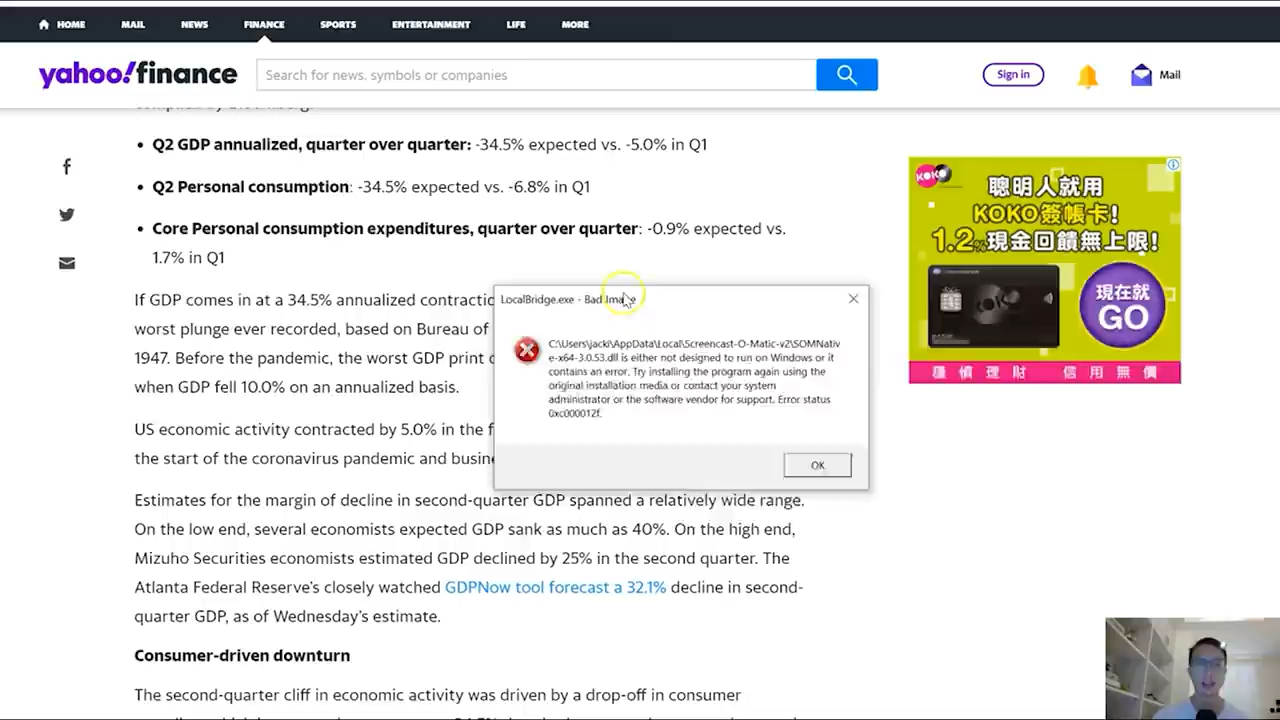 HOME
MAIL
NEWS
FINANCE
SPORTS
ENTERTAINMENT
LIFE
MORE
yahoo!finance
Search for news. symbols or companies
Sign in
Mail
• Q2 GDP annualized, quarter over quarter: -34.5% expected vs. -5.0% in Q1
• Q2 Personal consumption: -34.5% expected vs. -6.8% in Q1
• Core Personal consumption expenditures, quarter over quarter: -0.9% expected vs.
1.7% in Q1
If GDP comes in at a 34.5% annualized contracti
worst plunge ever recorded, based on Bureau of
1947. Before the pandemic, the worst GDP print
when GDP fell 10.0% on an annualized basis.
US economic activity contracted by 5.0% in the f
the start of the coronavirus pandemic and busin
Estimates for the margin of decline in second-quarter GDP spanned a relatively wide range.
On the low end, several economists expected GDP sank as much as 40%. On the high end,
Mizuho Securities economists estimated GDP declined by 25% in the second quarter. The
Atlanta Federal Reserve's closely watched GDPNow tool forecast a 32.1% decline in second-
quarter GDP, as of Wednesday's estimate.
Consumer-driven downturn
The second-quarter cliff in economic activity was driven by a drop-off in consumer
LocalBridge.exe - Bad Image
C:\Users\jacki\AppData\Local\Screencast-O-Matic-v2\SOMNativ
e-x64-3.0.53.dll is either not designed to run on Windows or it
contains an error. Try installing the program again using the
original installation media or contact your system
administrator or the software vendor for support. Error status
0xc000012f.
OK
KOKO
聰明人就用
KOKO簽帳卡!
1.2%現金回饋無上限!
KOKO
現在就
GO
謹慎理財 信用無價